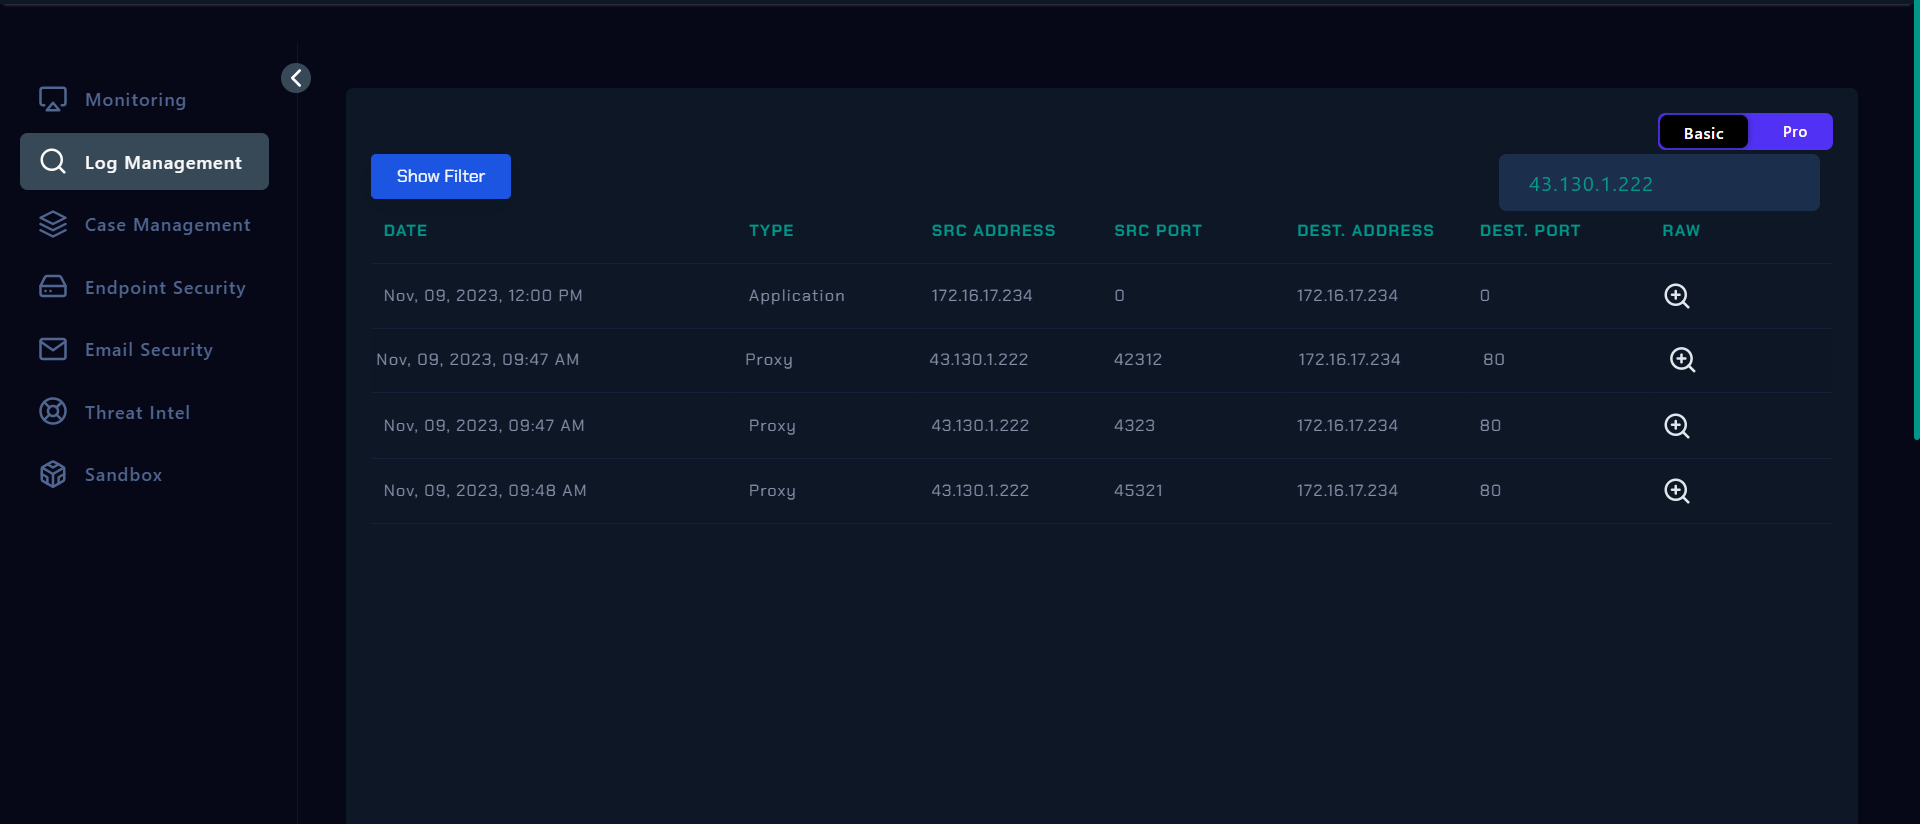 Monitoring
Log Management
Case Management
Endpoint Security
Email Security
Threat Intel
Sandbox
Basic Pro
Show Filter
43.130.1.222
DATE TYPE SRC ADDRESS SRC PORT DEST. ADDRESS DEST. PORT RAW
Nov, 09, 2023, 12:00 PM Application 172.16.17.234 0 172.16.17.234 0
Nov, 09, 2023, 09:47 AM Proxy 43.130.1.222 42312 172.16.17.234 80
Nov, 09, 2023, 09:47 AM Proxy 43.130.1.222 4323 172.16.17.234 80
Nov, 09, 2023, 09:48 AM Proxy 43.130.1.222 45321 172.16.17.234 80